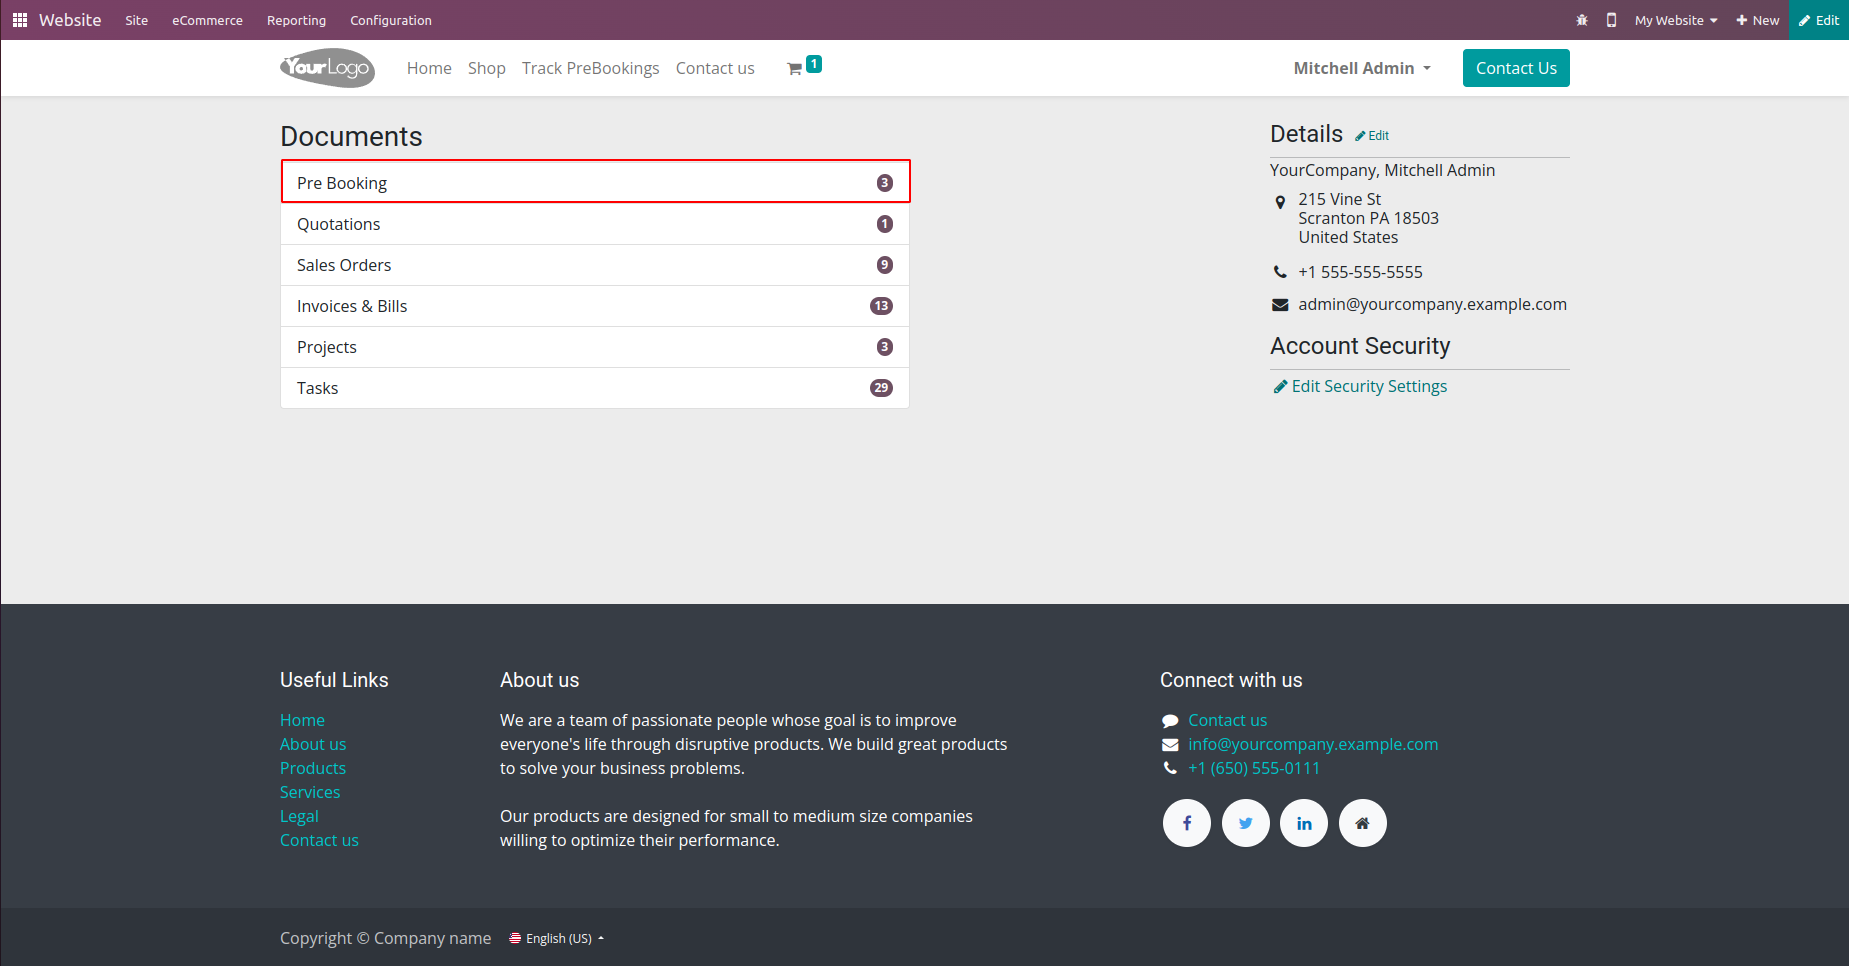 Website Site eCommerce Reporting Configuration My Website New Edit
YourLogo Home Shop Track PreBookings Contact us 1 Mitchell Admin Contact Us
Documents
Pre Booking 3
Quotations 1
Sales Orders 9
Invoices & Bills 13
Projects 3
Tasks 29
Details Edit
YourCompany, Mitchell Admin
215 Vine St
Scranton PA 18503
United States
+1 555-555-5555
admin@yourcompany.example.com
Account Security
Edit Security Settings
Useful Links
Home
About us
Products
Services
Legal
Contact us
About us
We are a team of passionate people whose goal is to improve
everyone's life through disruptive products. We build great products
to solve your business problems.
Our products are designed for small to medium size companies
willing to optimize their performance.
Connect with us
Contact us
info@yourcompany.example.com
+1 (650) 555-0111
Copyright © Company name English (US)